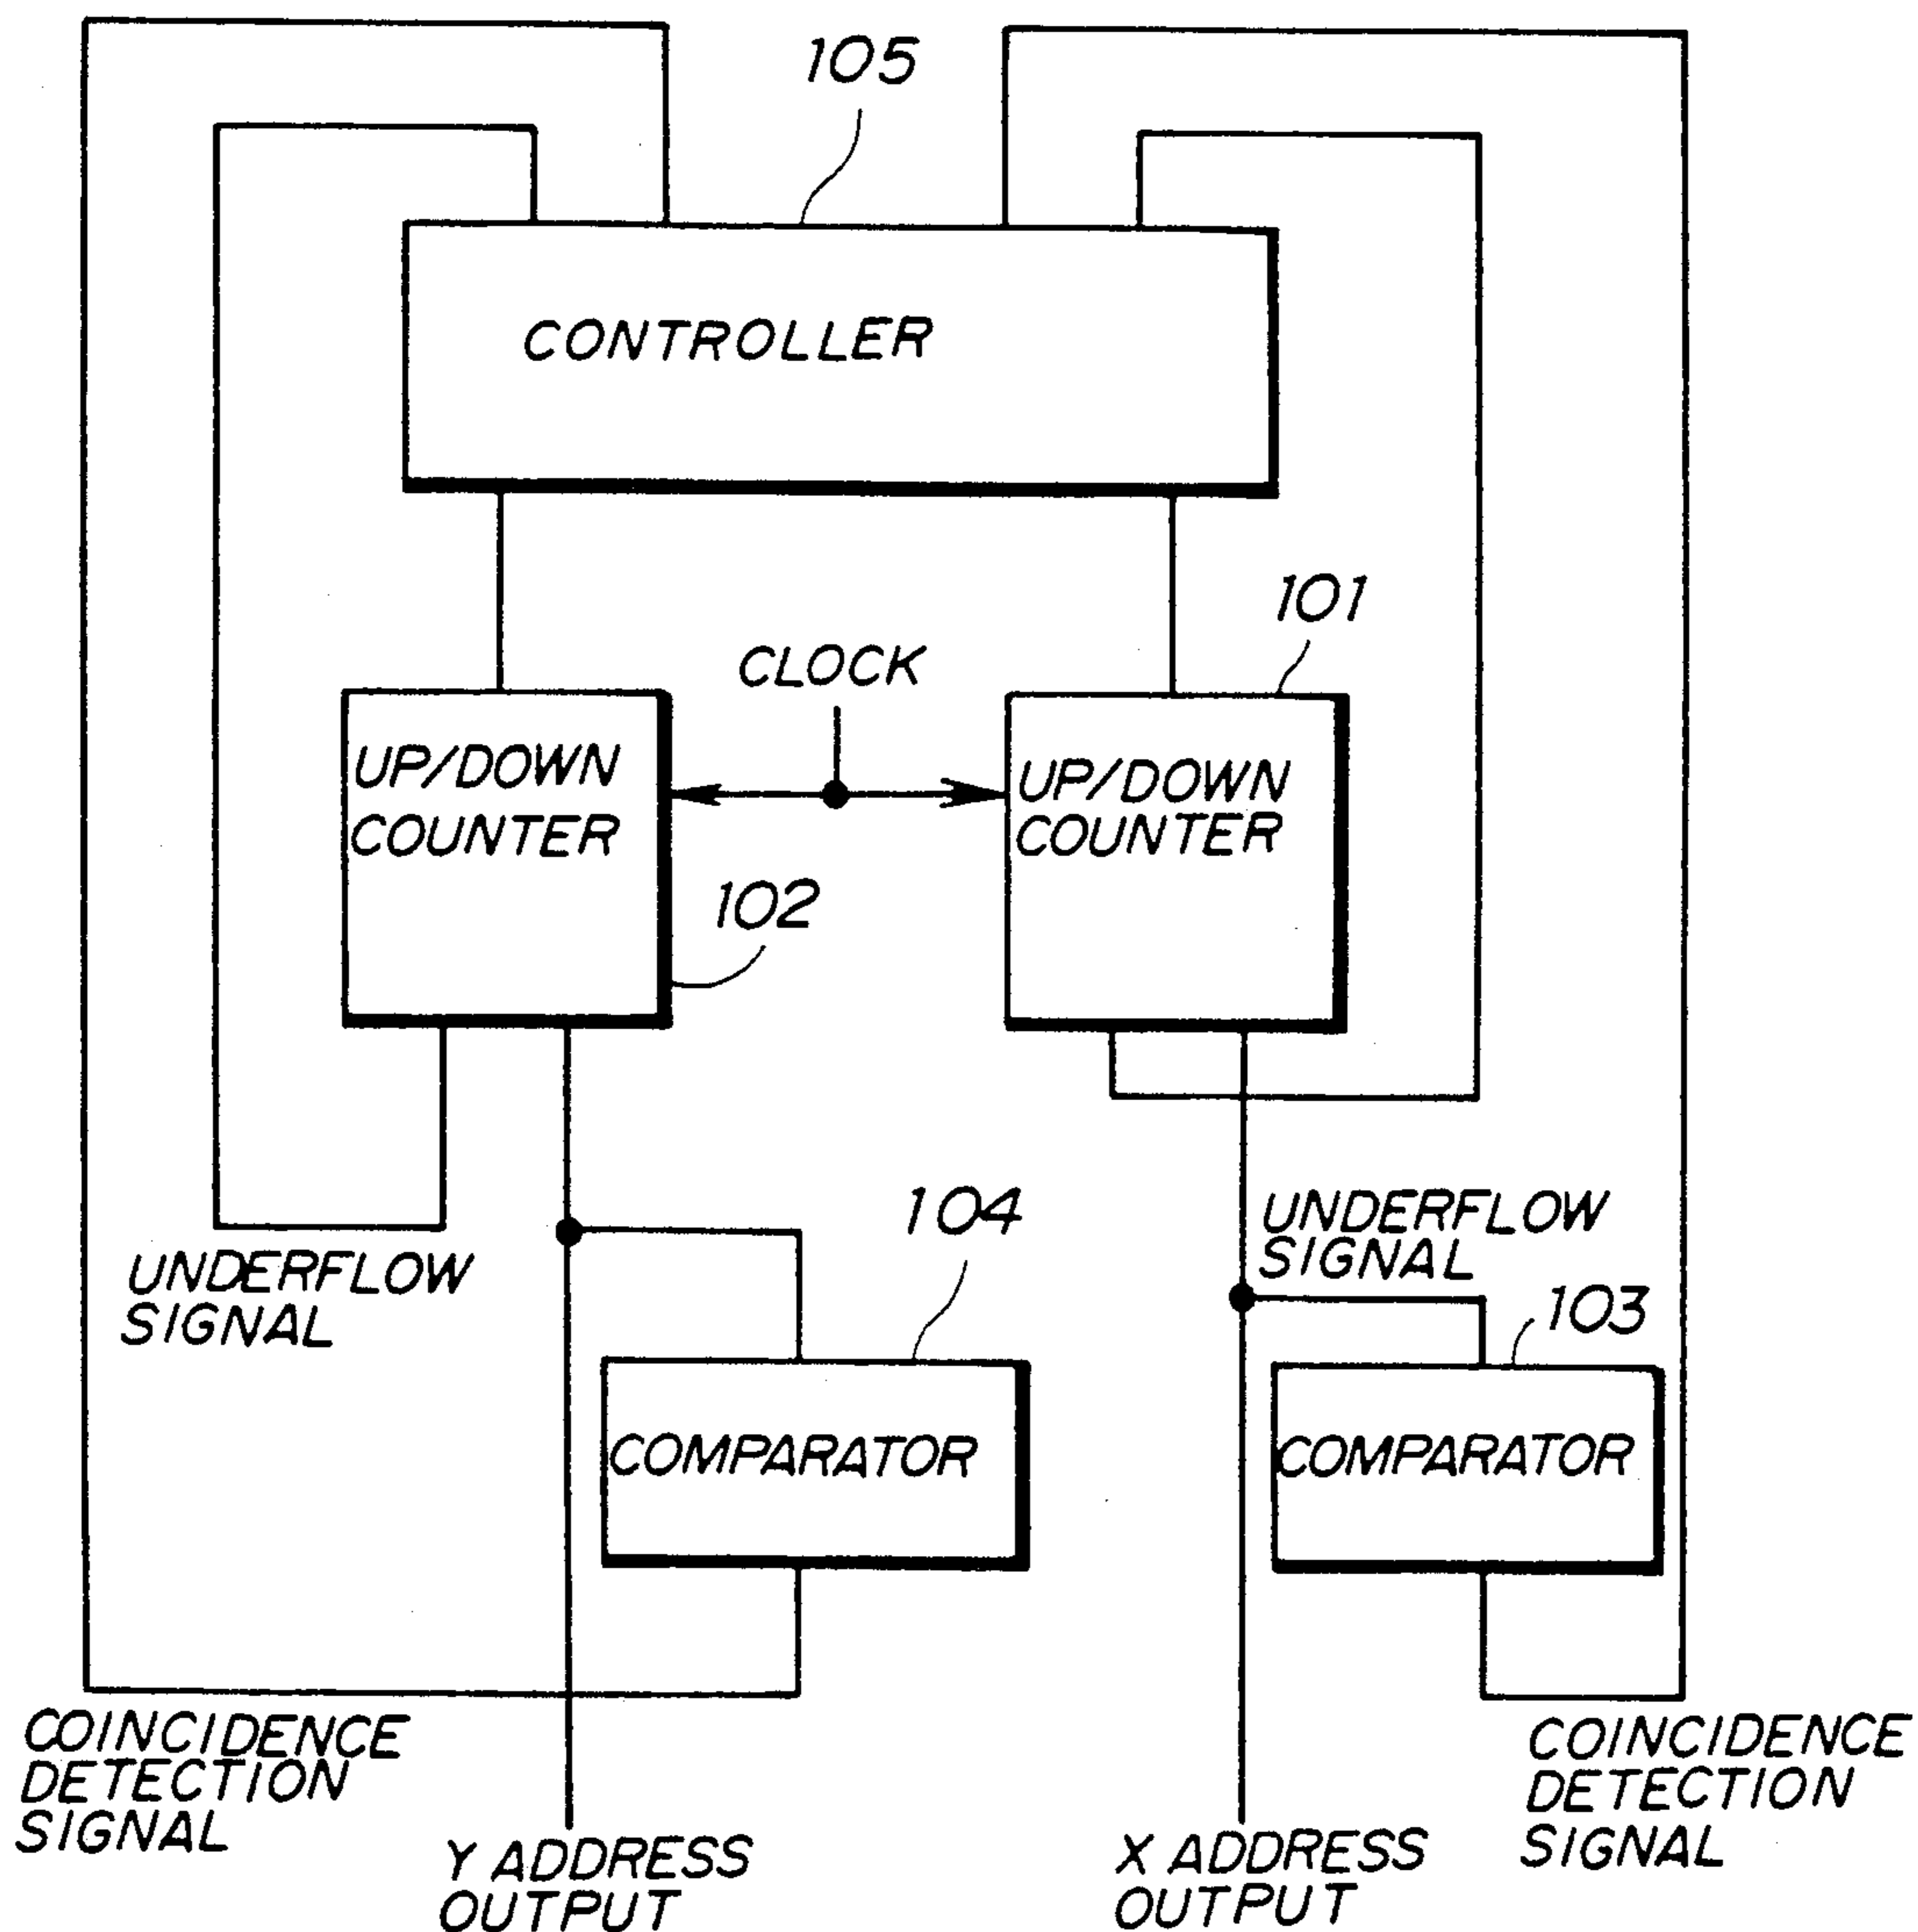 105
CONTROLLER
101
CLOCK
UP/DOWN
COUNTER
UP/DOWN
COUNTER
102
104
UNDERFLOW
SIGNAL
UNDERFLOW
SIGNAL
103
COMPARATOR
COMPARATOR
COINCIDENCE
DETECTION
SIGNAL
Y ADDRESS
OUTPUT
X ADDRESS
OUTPUT
COINCIDENCE
DETECTION
SIGNAL